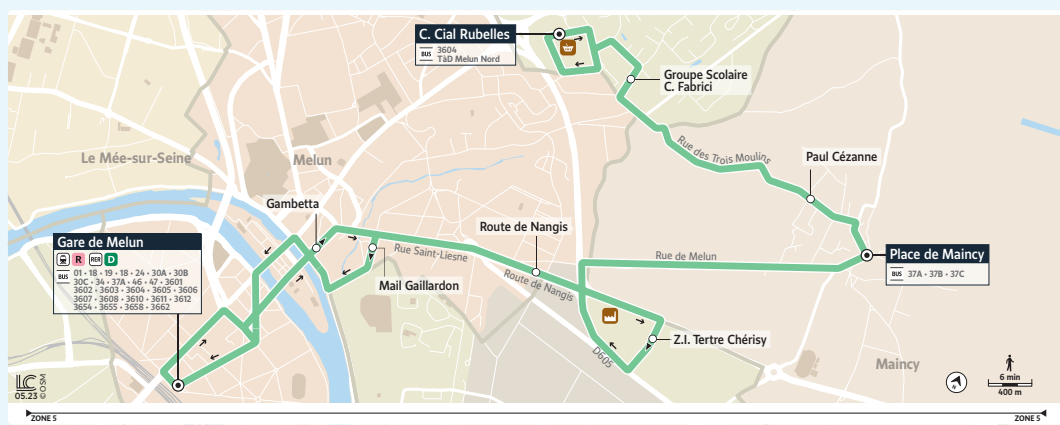 C. Cial Rubelles
BUS
3604
TàD Melun Nord
Groupe Scolaire
C. Fabrici
Rue des Trois Moulins
Paul Cézanne
Le Mée-sur-Seine
Melun
Gambetta
Route de Nangis
Gare de Melun
R
RER
D
BUS
01 • 18 • 19 • 18 • 24 • 30A • 30B
30C • 34 • 37A • 46 • 47 • 3601
3602 • 3603 • 3604 • 3605 • 3606
3607 • 3608 • 3610 • 3611 • 3612
3654 • 3655 • 3658 • 3662
Rue Saint-Liesne
Mail Gaillardon
Route de Nangis
Rue de Melun
Place de Maincy
BUS
37A • 37B • 37C
Z.I. Tertre Chérisy
D605
Maincy
LC
05.23
©OSM
N
6 min
400 m
ZONE 5
ZONE 5